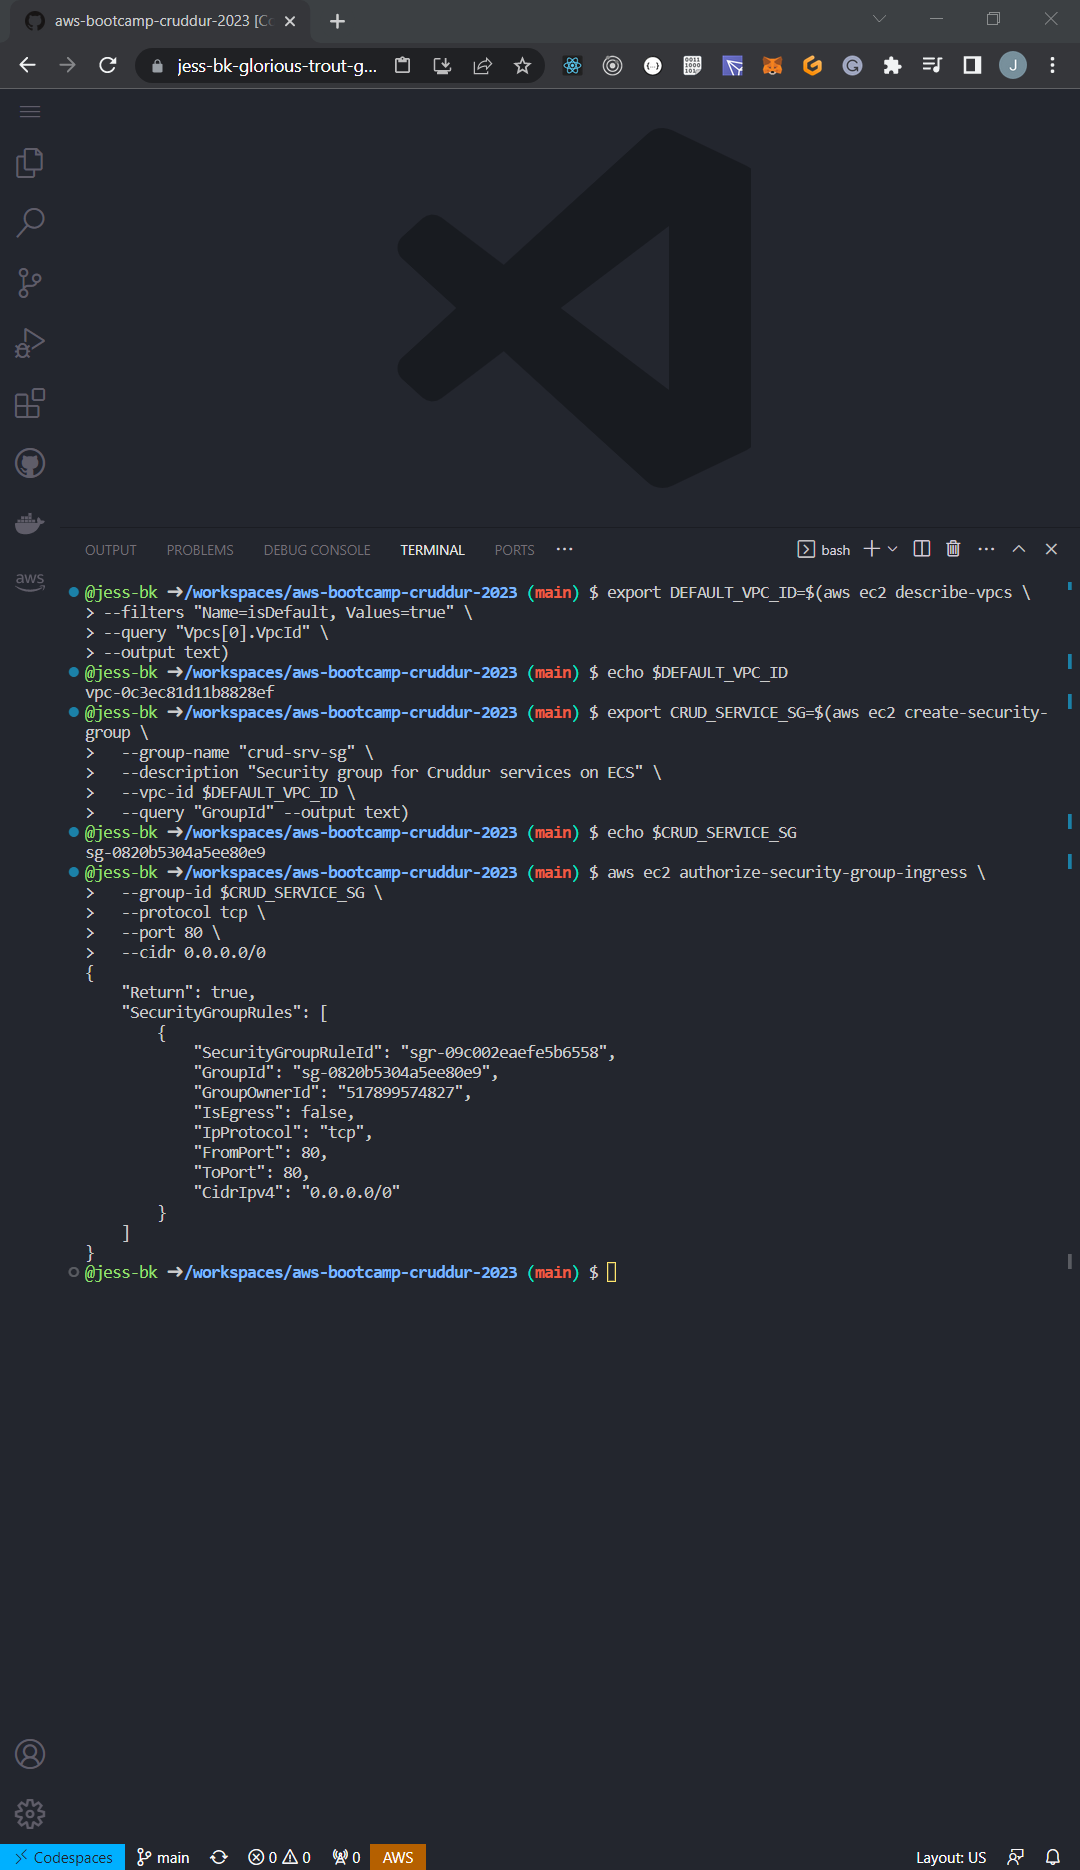 aws-bootcamp-cruddur-2023 [Co
jess-bk-glorious-trout-g...
J
aws
OUTPUT PROBLEMS DEBUG CONSOLE TERMINAL PORTS ··· bash
@jess-bk ➜/workspaces/aws-bootcamp-cruddur-2023 (main) $ export DEFAULT_VPC_ID=$(aws ec2 describe-vpcs \
> --filters "Name=isDefault, Values=true" \
> --query "Vpcs[0].VpcId" \
> --output text)
@jess-bk ➜/workspaces/aws-bootcamp-cruddur-2023 (main) $ echo $DEFAULT_VPC_ID
vpc-0c3ec81d11b8828ef
@jess-bk ➜/workspaces/aws-bootcamp-cruddur-2023 (main) $ export CRUD_SERVICE_SG=$(aws ec2 create-security-
group \
>   --group-name "crud-srv-sg" \
>   --description "Security group for Cruddur services on ECS" \
>   --vpc-id $DEFAULT_VPC_ID \
>   --query "GroupId" --output text)
@jess-bk ➜/workspaces/aws-bootcamp-cruddur-2023 (main) $ echo $CRUD_SERVICE_SG
sg-0820b5304a5ee80e9
@jess-bk ➜/workspaces/aws-bootcamp-cruddur-2023 (main) $ aws ec2 authorize-security-group-ingress \
>   --group-id $CRUD_SERVICE_SG \
>   --protocol tcp \
>   --port 80 \
>   --cidr 0.0.0.0/0
{
    "Return": true,
    "SecurityGroupRules": [
        {
            "SecurityGroupRuleId": "sgr-09c002eaefe5b6558",
            "GroupId": "sg-0820b5304a5ee80e9",
            "GroupOwnerId": "517899574827",
            "IsEgress": false,
            "IpProtocol": "tcp",
            "FromPort": 80,
            "ToPort": 80,
            "CidrIpv4": "0.0.0.0/0"
        }
    ]
}
@jess-bk ➜/workspaces/aws-bootcamp-cruddur-2023 (main) $
Codespaces main 0 0 0 AWS Layout: US